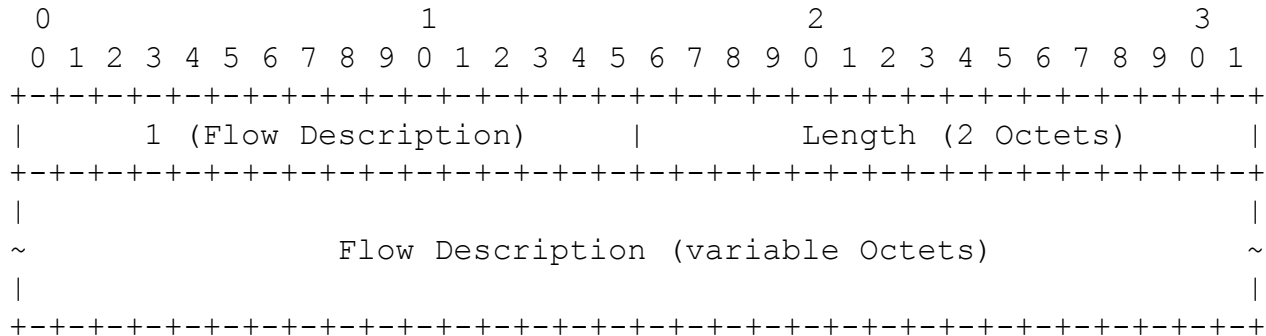 0                   1                   2                   3
 0 1 2 3 4 5 6 7 8 9 0 1 2 3 4 5 6 7 8 9 0 1 2 3 4 5 6 7 8 9 0 1
+-+-+-+-+-+-+-+-+-+-+-+-+-+-+-+-+-+-+-+-+-+-+-+-+-+-+-+-+-+-+-+-+
|      1 (Flow Description)     |        Length (2 Octets)      |
+-+-+-+-+-+-+-+-+-+-+-+-+-+-+-+-+-+-+-+-+-+-+-+-+-+-+-+-+-+-+-+-+
|                                                               |
~                Flow Description (variable Octets)             ~
|                                                               |
+-+-+-+-+-+-+-+-+-+-+-+-+-+-+-+-+-+-+-+-+-+-+-+-+-+-+-+-+-+-+-+-+